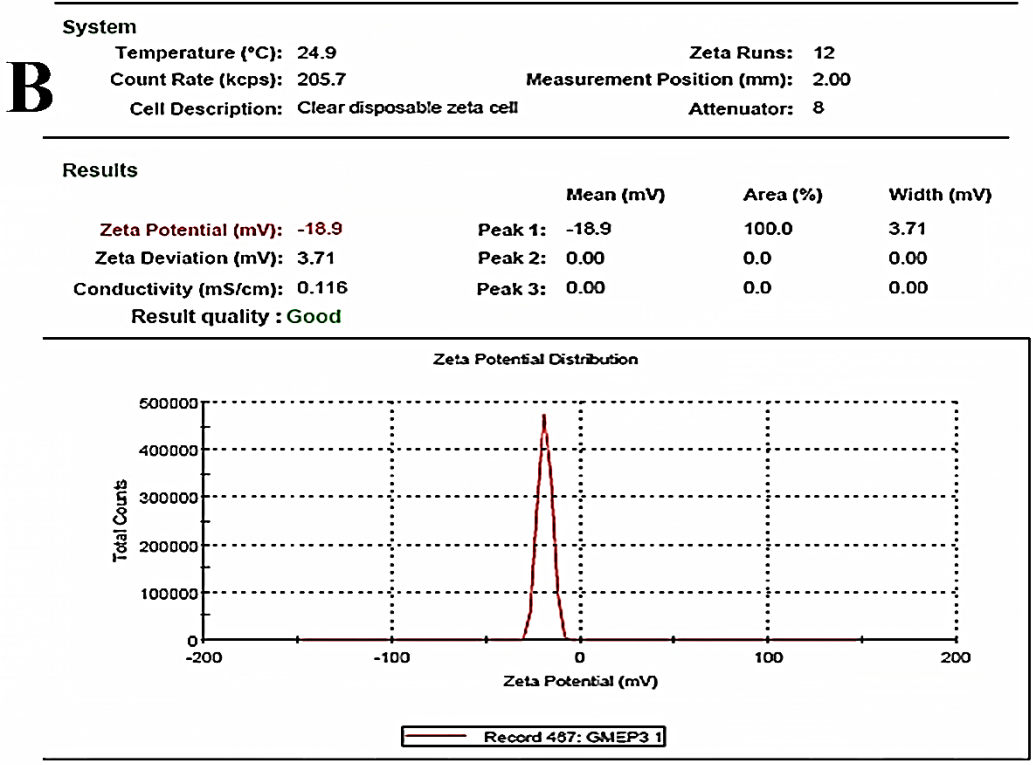 B
System
Temperature (°C): 24.9 Zeta Runs: 12
Count Rate (kcps): 205.7 Measurement Position (mm): 2.00
Cell Description: Clear disposable zeta cell Attenuator: 8
Results
Mean (mV) Area (%) Width (mV)
Zeta Potential (mV): -18.9 Peak 1: -18.9 100.0 3.71
Zeta Deviation (mV): 3.71 Peak 2: 0.00 0.0 0.00
Conductivity (mS/cm): 0.116 Peak 3: 0.00 0.0 0.00
Result quality : Good
Zeta Potential Distribution
500000
400000
300000
200000
100000
0
Total Counts
-200 -100 0 100 200
Zeta Potential (mV)
Record 467: GMEP3 1